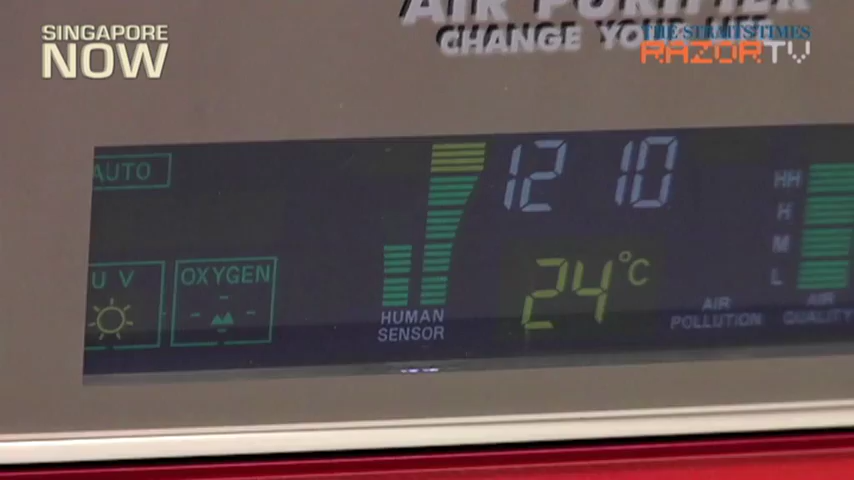 SINGAPORE
NOW
AIR PURIFIER
CHANGE YOUR LIFE
THE STRAITS TIMES
RAZORTV
AUTO
12 10
HH
H
M
L
UV
OXYGEN
24°C
HUMAN
SENSOR
AIR
POLLUTION
AIR
QUALITY